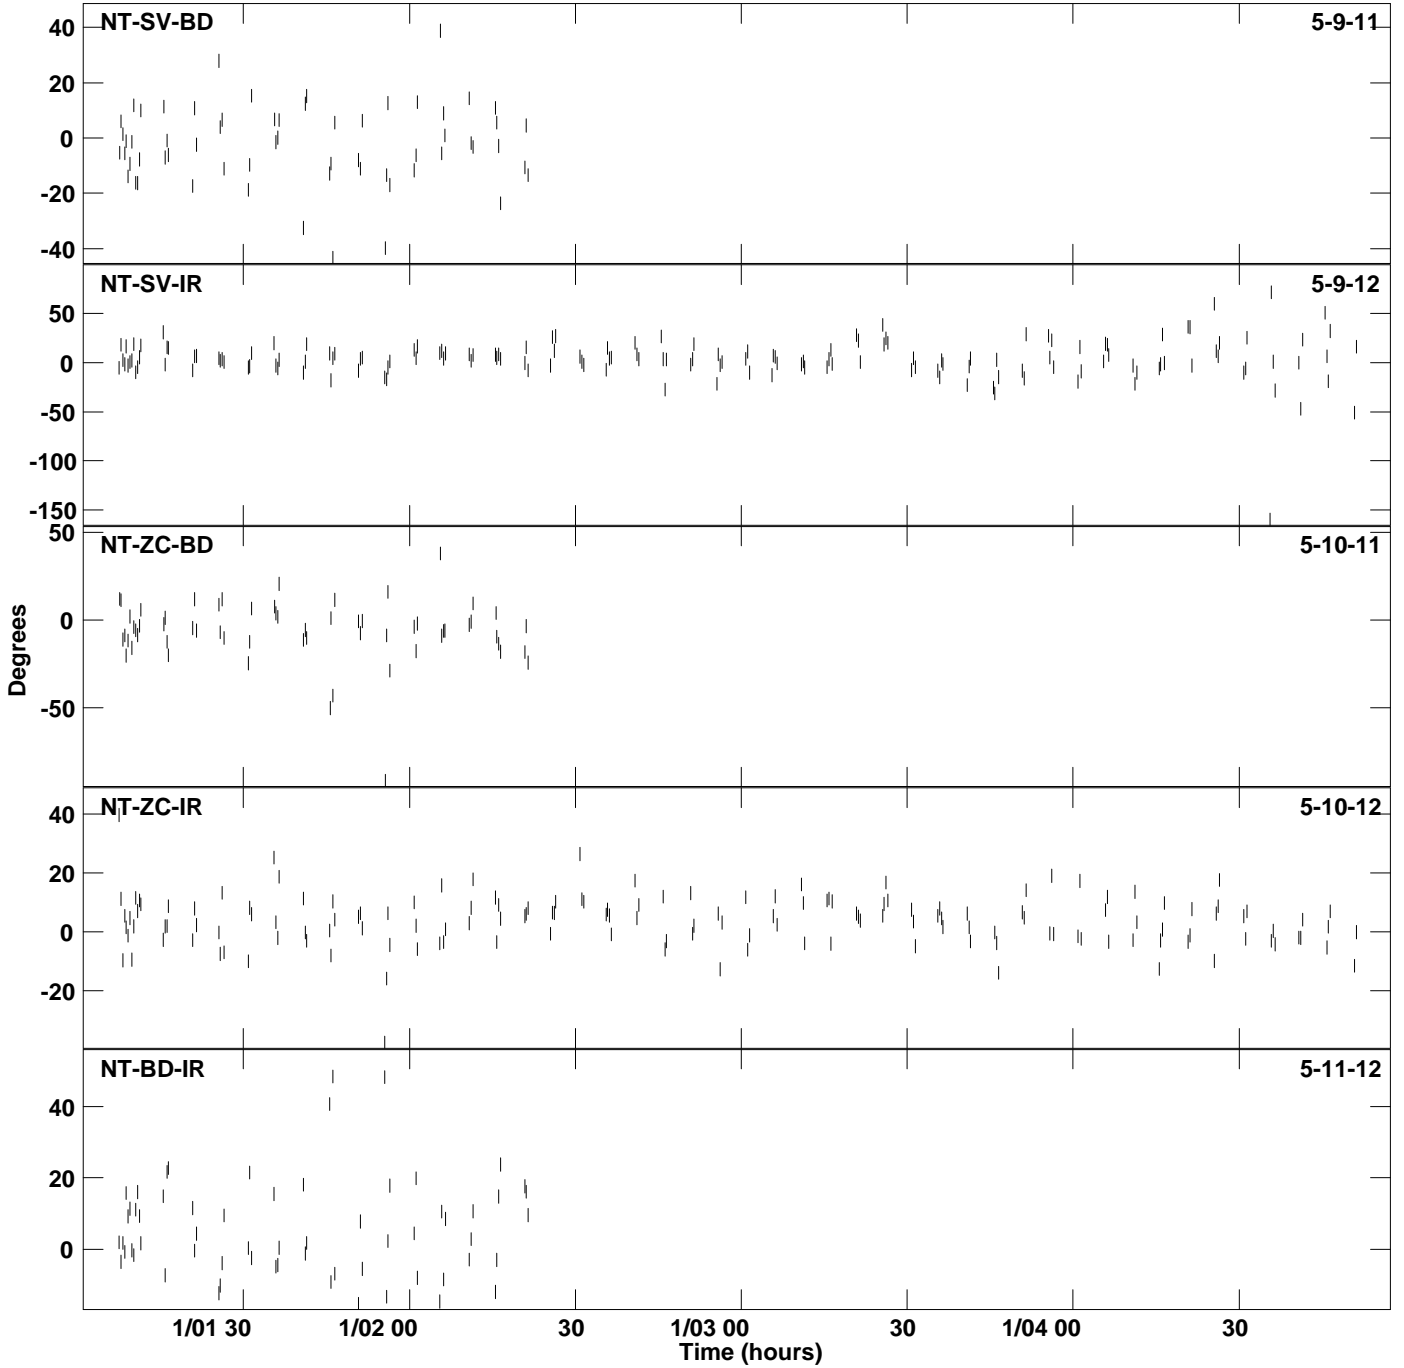 NT-SV-BD 5-9-11
40
20
0
-20
-40
NT-SV-IR 5-9-12
50
0
-50
-100
-150
NT-ZC-BD 5-10-11
50
0
-50
Degrees
NT-ZC-IR 5-10-12
40
20
0
-20
NT-BD-IR 5-11-12
40
20
0
1/01 30 1/02 00 30 1/03 00 30 1/04 00 30
Time (hours)